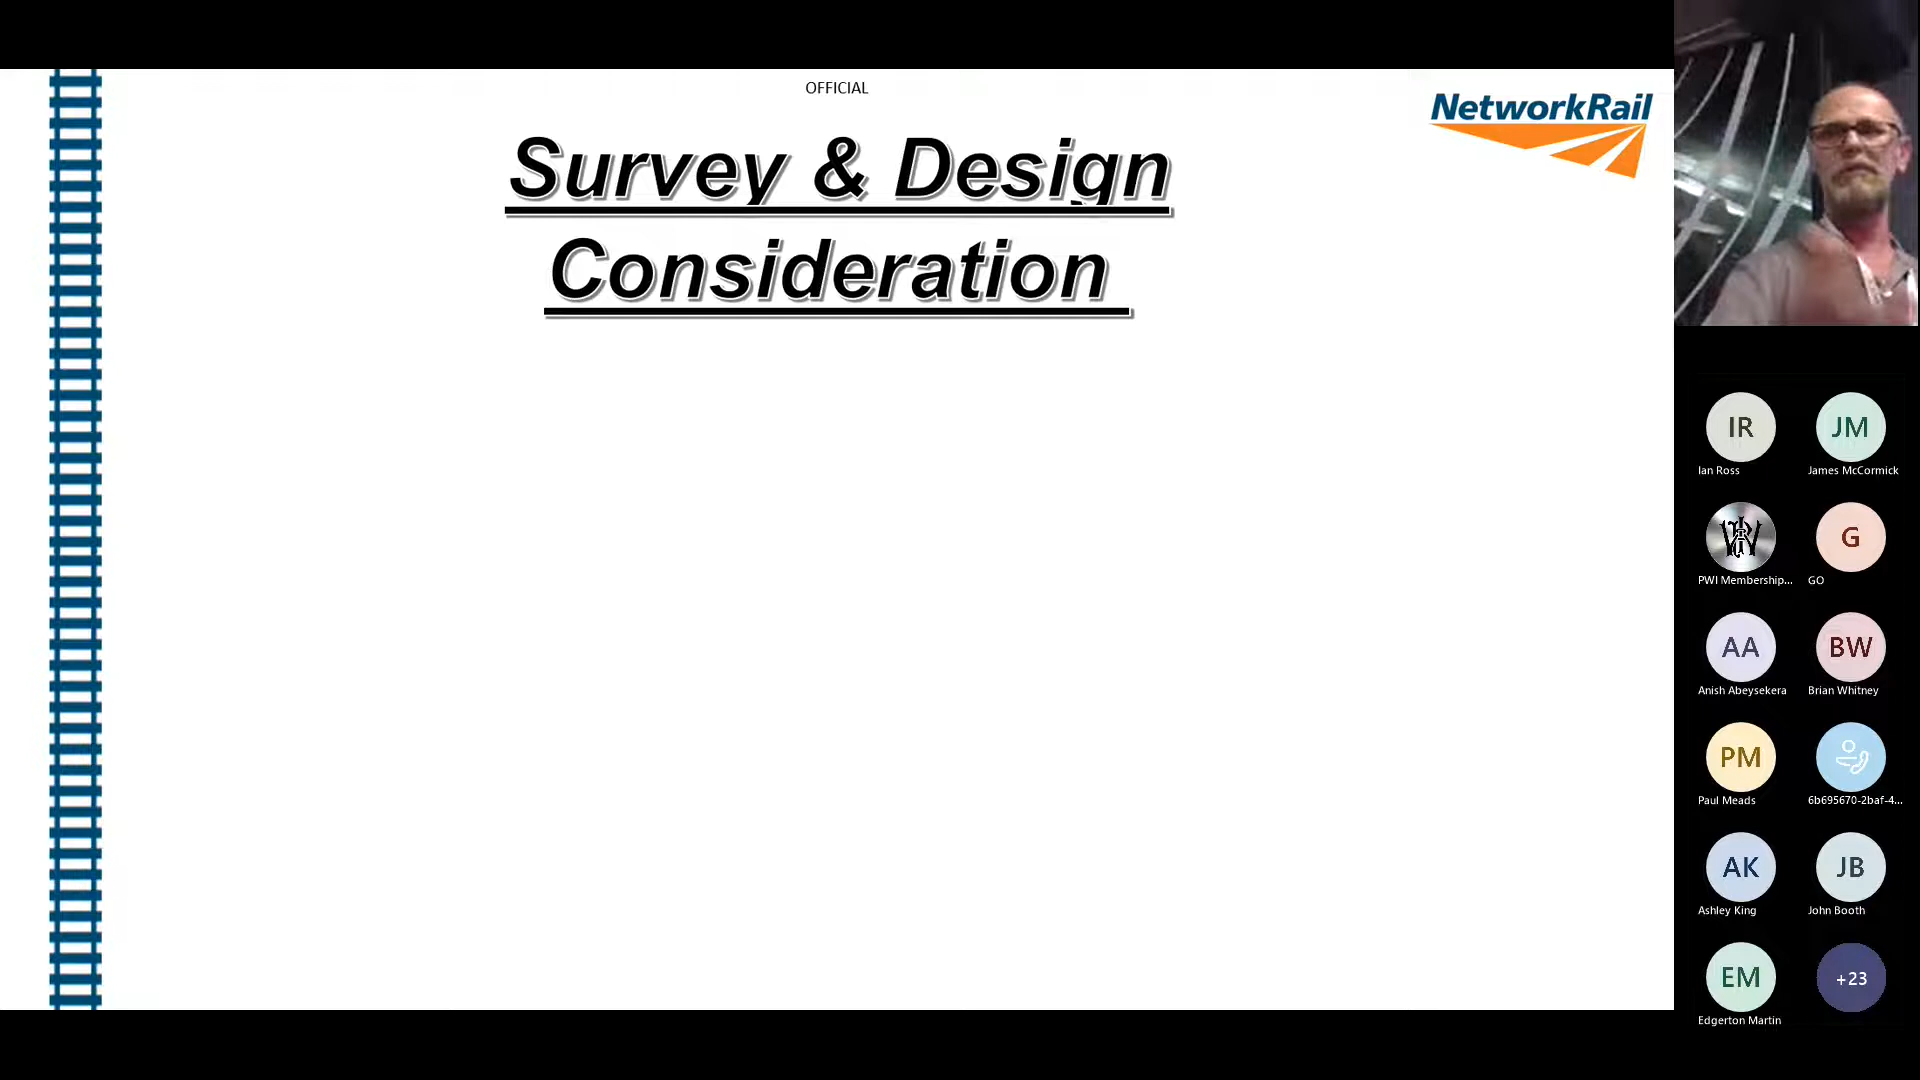 OFFICIAL
NetworkRail
Survey & Design
Consideration
IR
Ian Ross
JM
James McCormick
PWI Membership...
G
GO
AA
Anish Abeysekera
BW
Brian Whitney
PM
Paul Meads
6b695670-2baf-4...
AK
Ashley King
JB
John Booth
EM
Edgerton Martin
+23